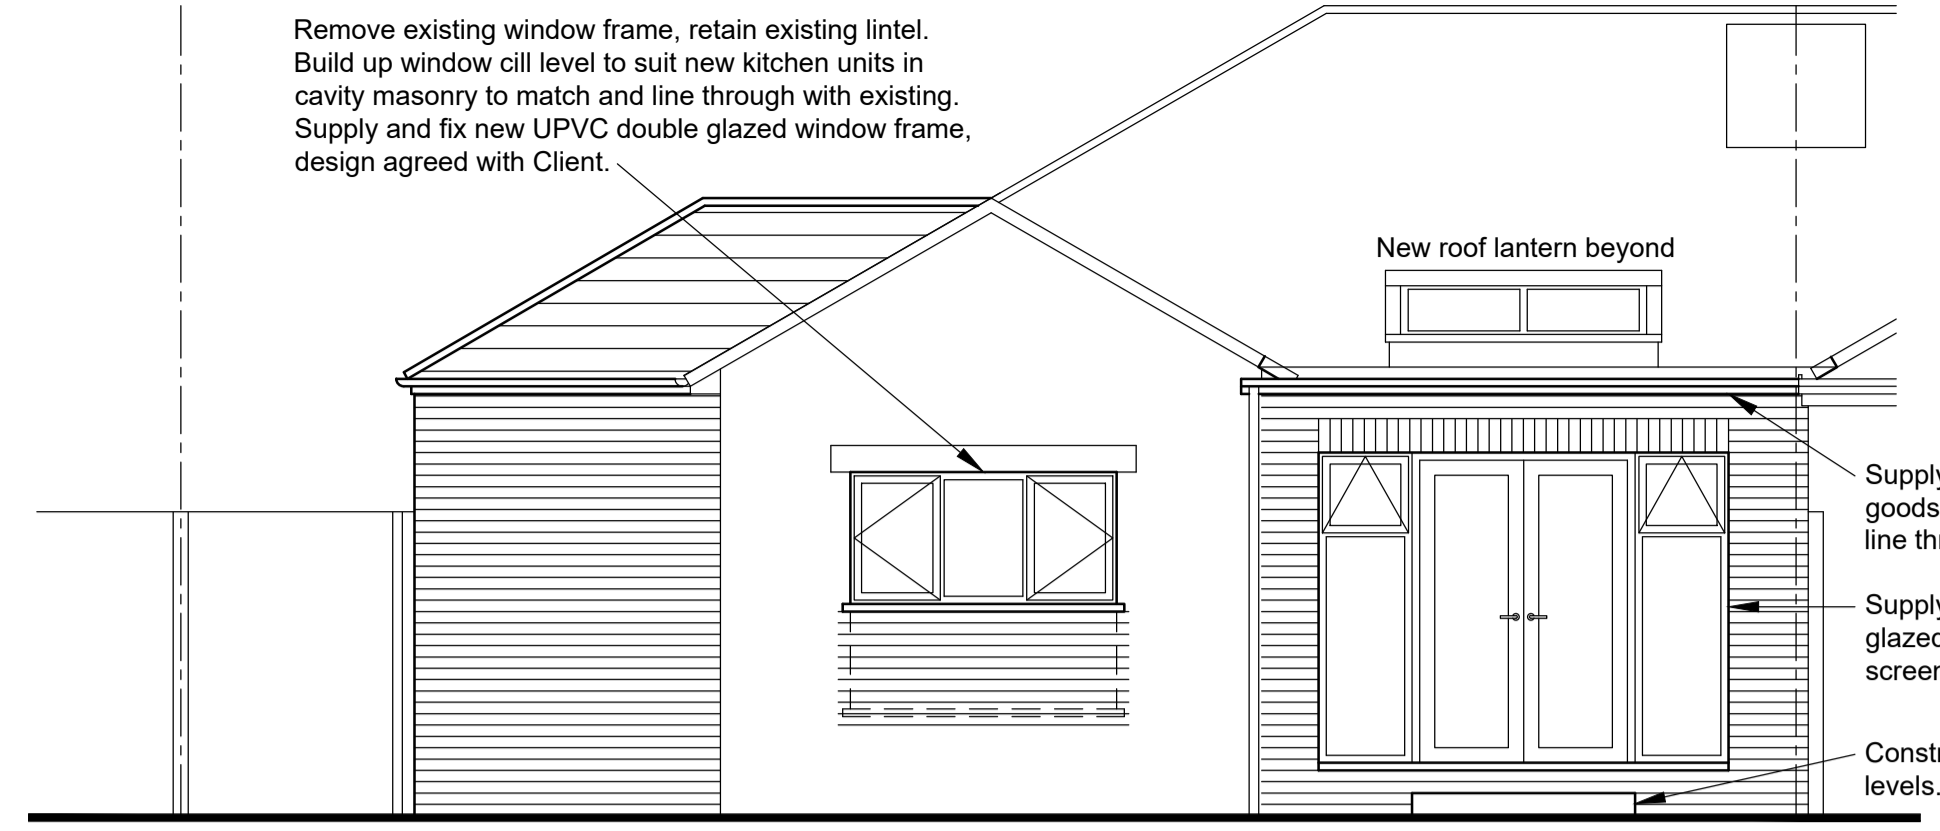 Remove existing window frame, retain existing lintel.
Build up window cill level to suit new kitchen units in
cavity masonry to match and line through with existing.
Supply and fix new UPVC double glazed window frame,
design agreed with Client.
New roof lantern beyond
Supply
goods
line thr
Supply
glazed
screen
Constr
levels.